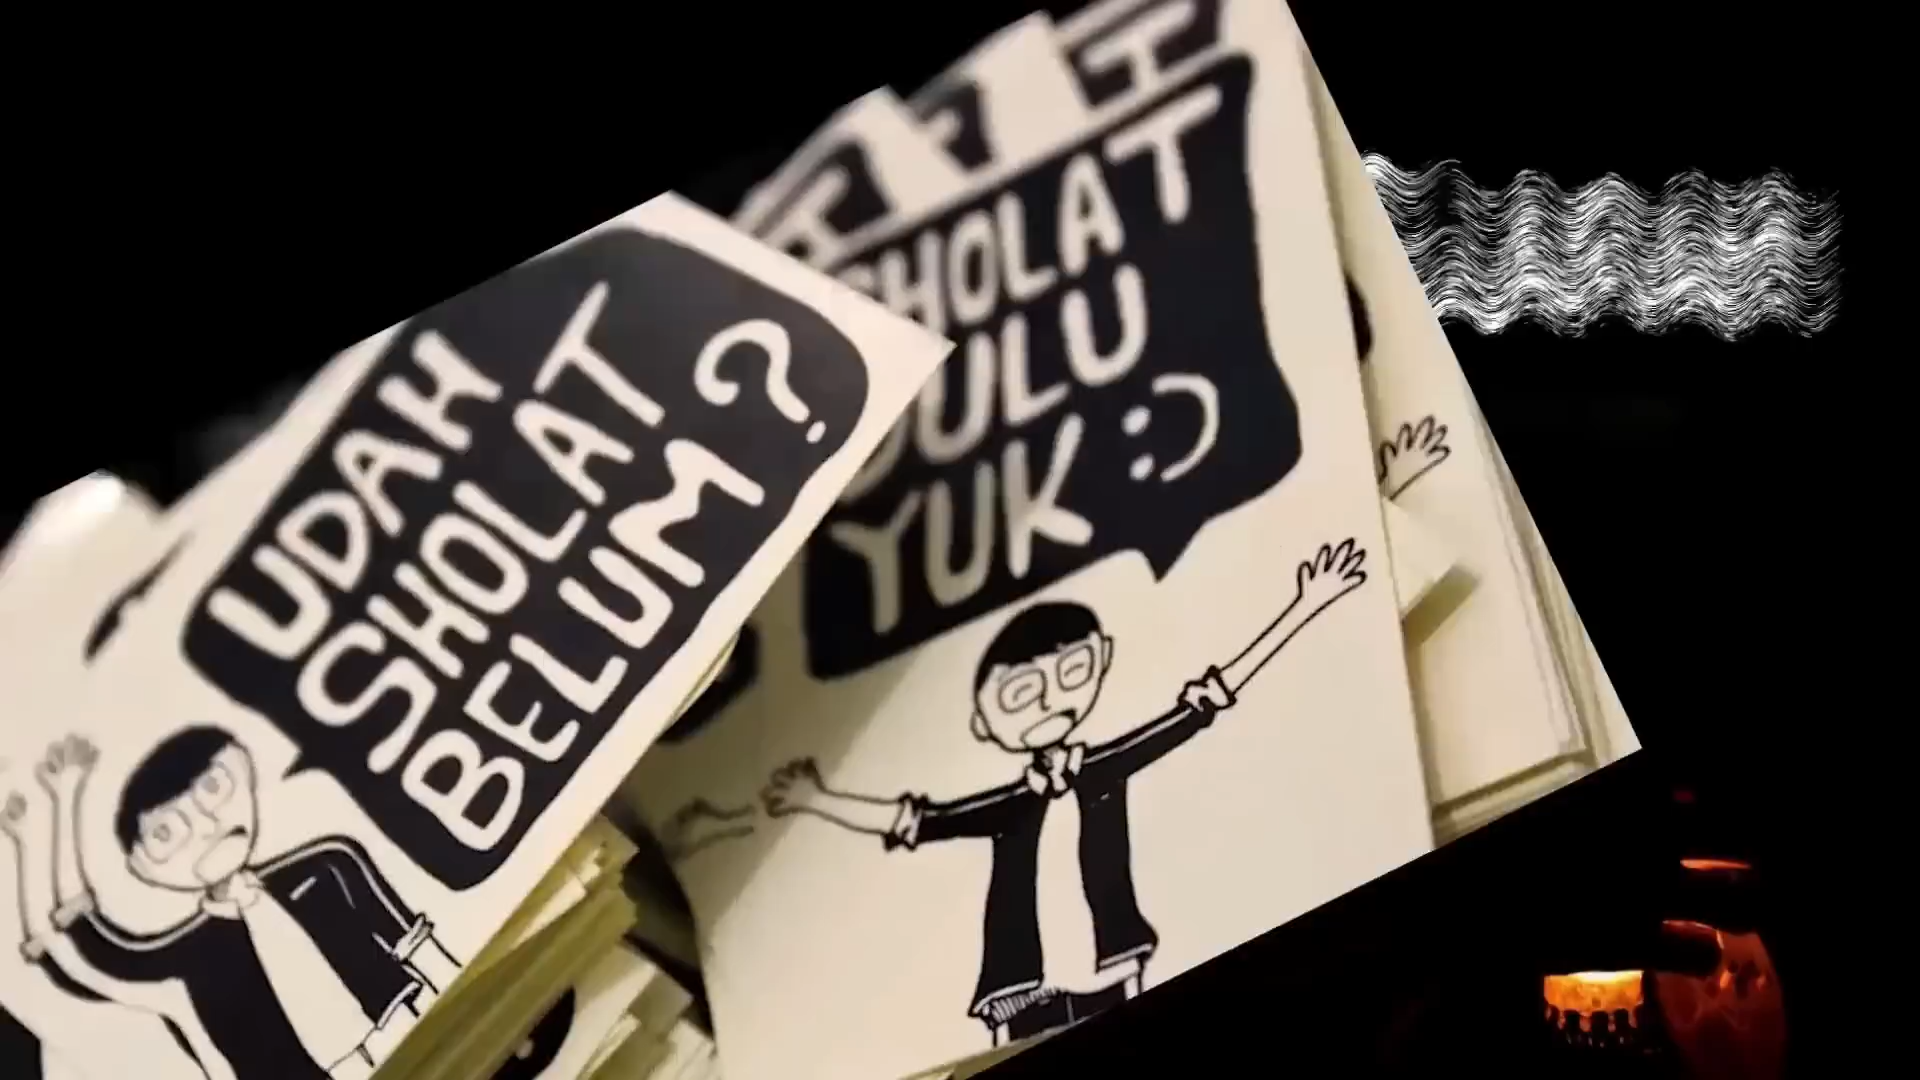 UDAH
SHOLAT
BELUM?
SHOLAT
DULU
YUK :)